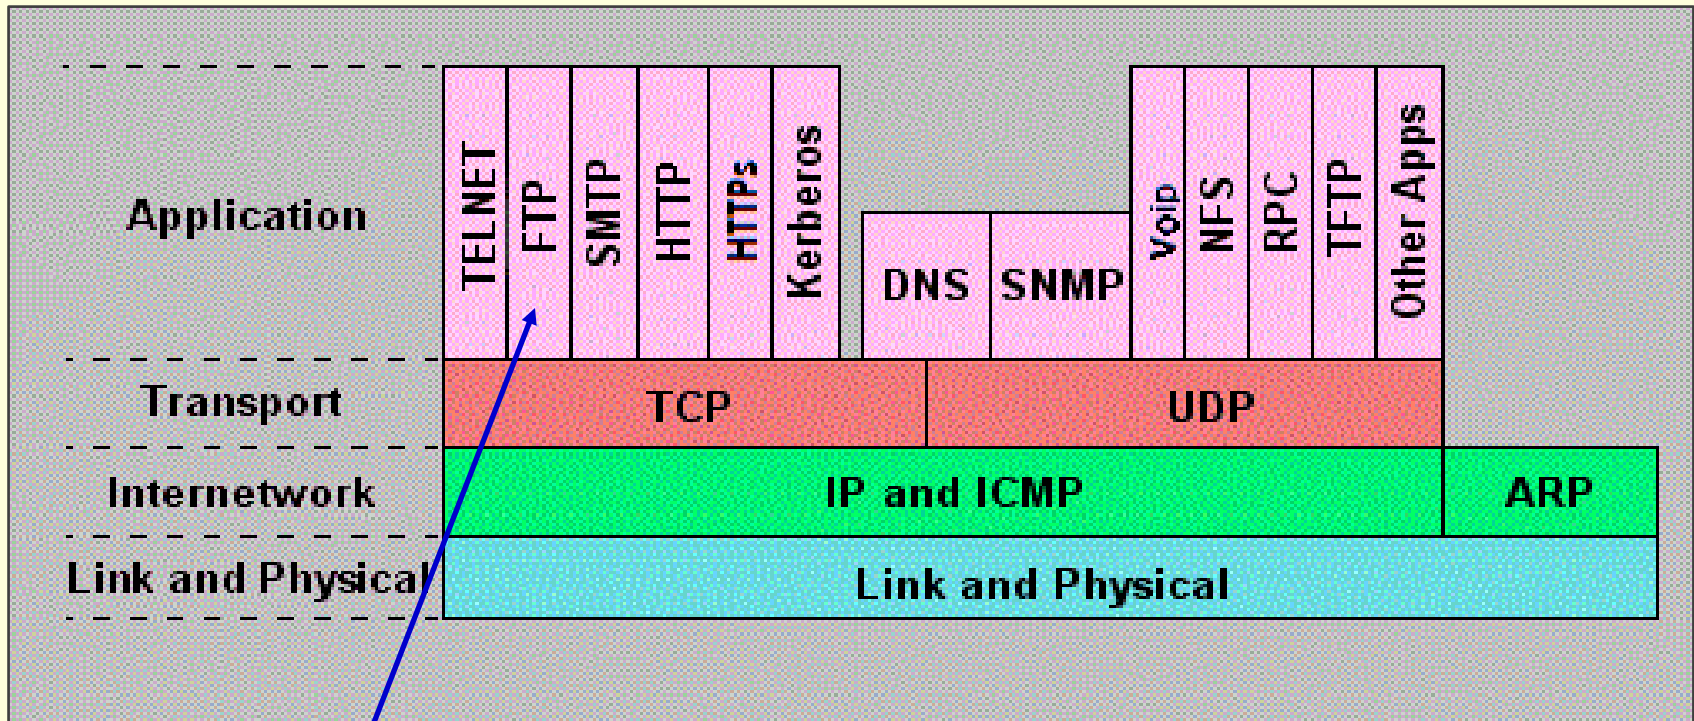 Application
TELNET
FTP
SMTP
HTTP
HTTPs
Kerberos
DNS
SNMP
Voip
NFS
RPC
TFTP
Other Apps
Transport
TCP
UDP
Internetwork
IP and ICMP
ARP
Link and Physical
Link and Physical